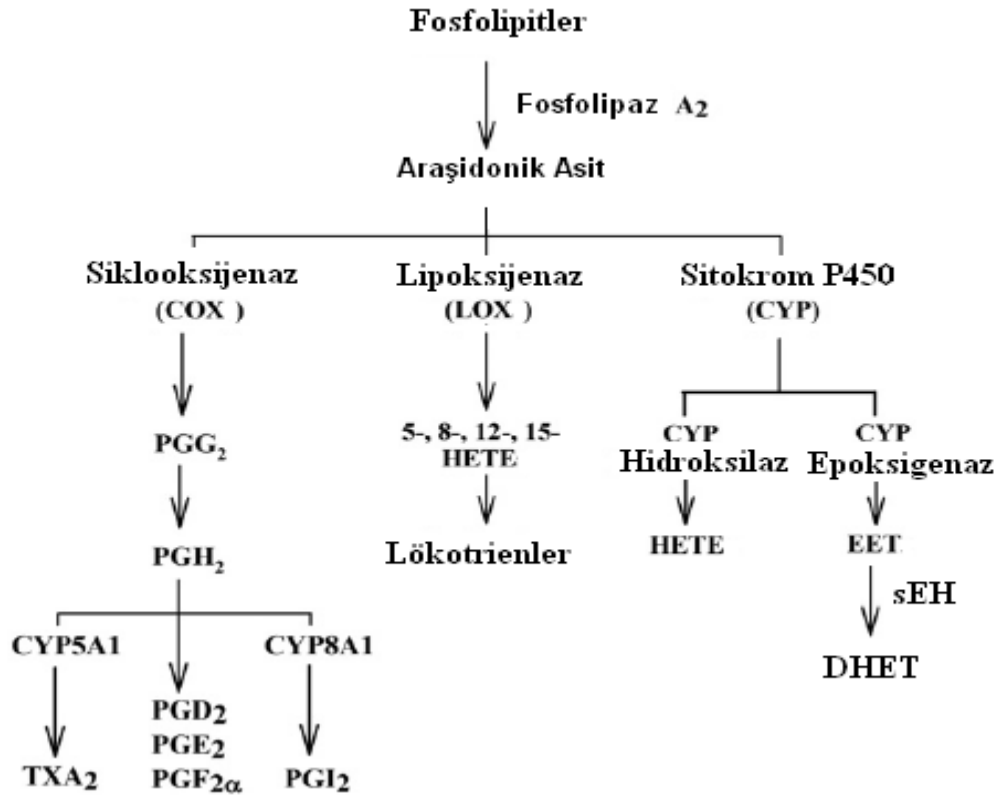 Fosfolipitler
Fosfolipaz A2
Araşidonik Asit
Siklooksijenaz
(COX )
Lipoksijenaz
(LOX )
Sitokrom P450
(CYP)
PGG2
5-, 8-, 12-, 15-
HETE
CYP
Hidroksilaz
CYP
Epoksigenaz
PGH2
Lökotrienler
HETE
EET
sEH
DHET
CYP5A1
CYP8A1
TXA2
PGD2
PGE2
PGF2α
PGI2